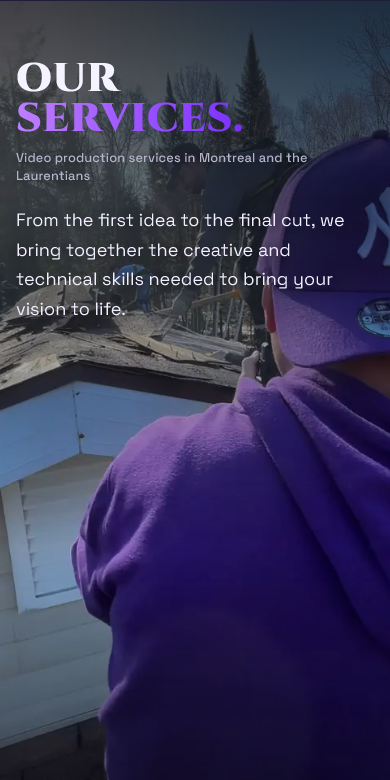 OUR
SERVICES.
Video production services in Montreal and the
Laurentians
From the first idea to the final cut, we
bring together the creative and
technical skills needed to bring your
vision to life.